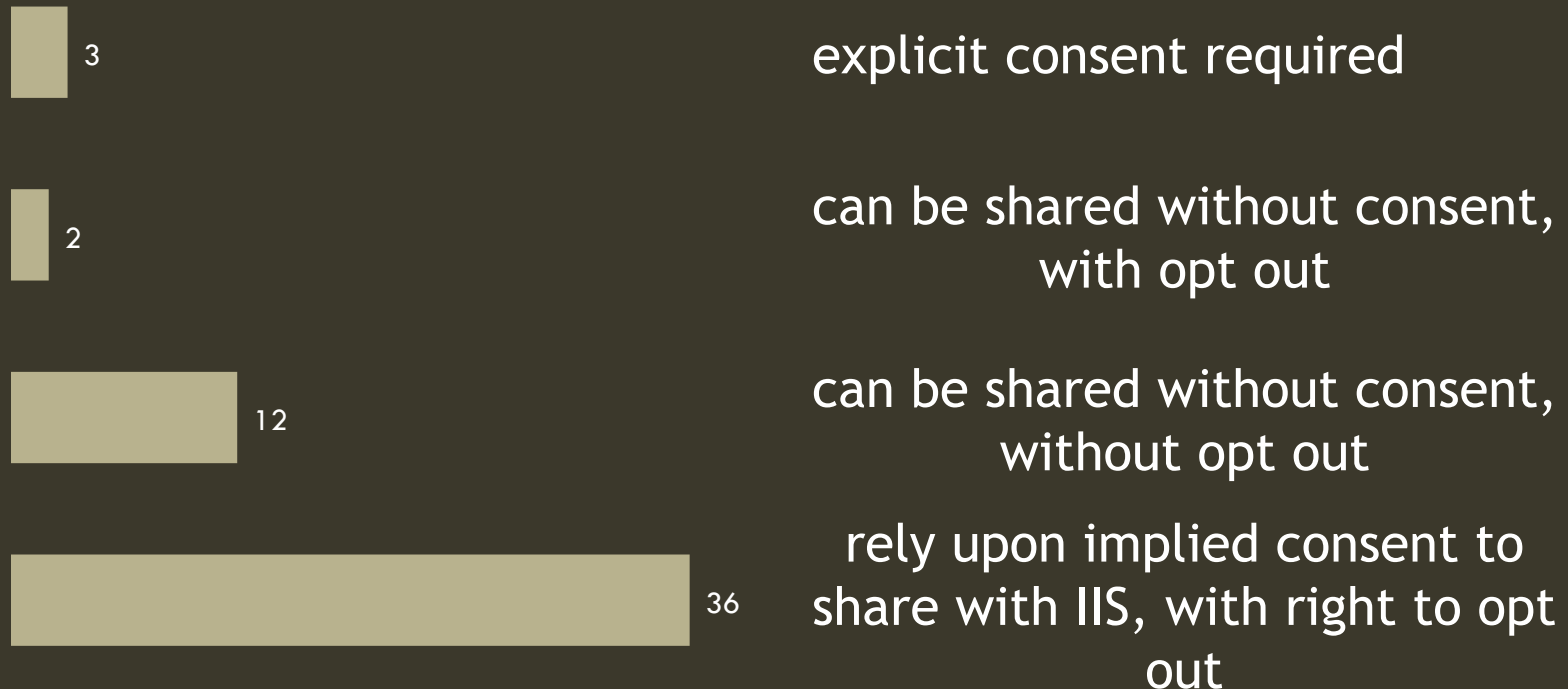 3
explicit consent required
2
can be shared without consent,
with opt out
12
can be shared without consent,
without opt out
36
rely upon implied consent to
share with IIS, with right to opt
out